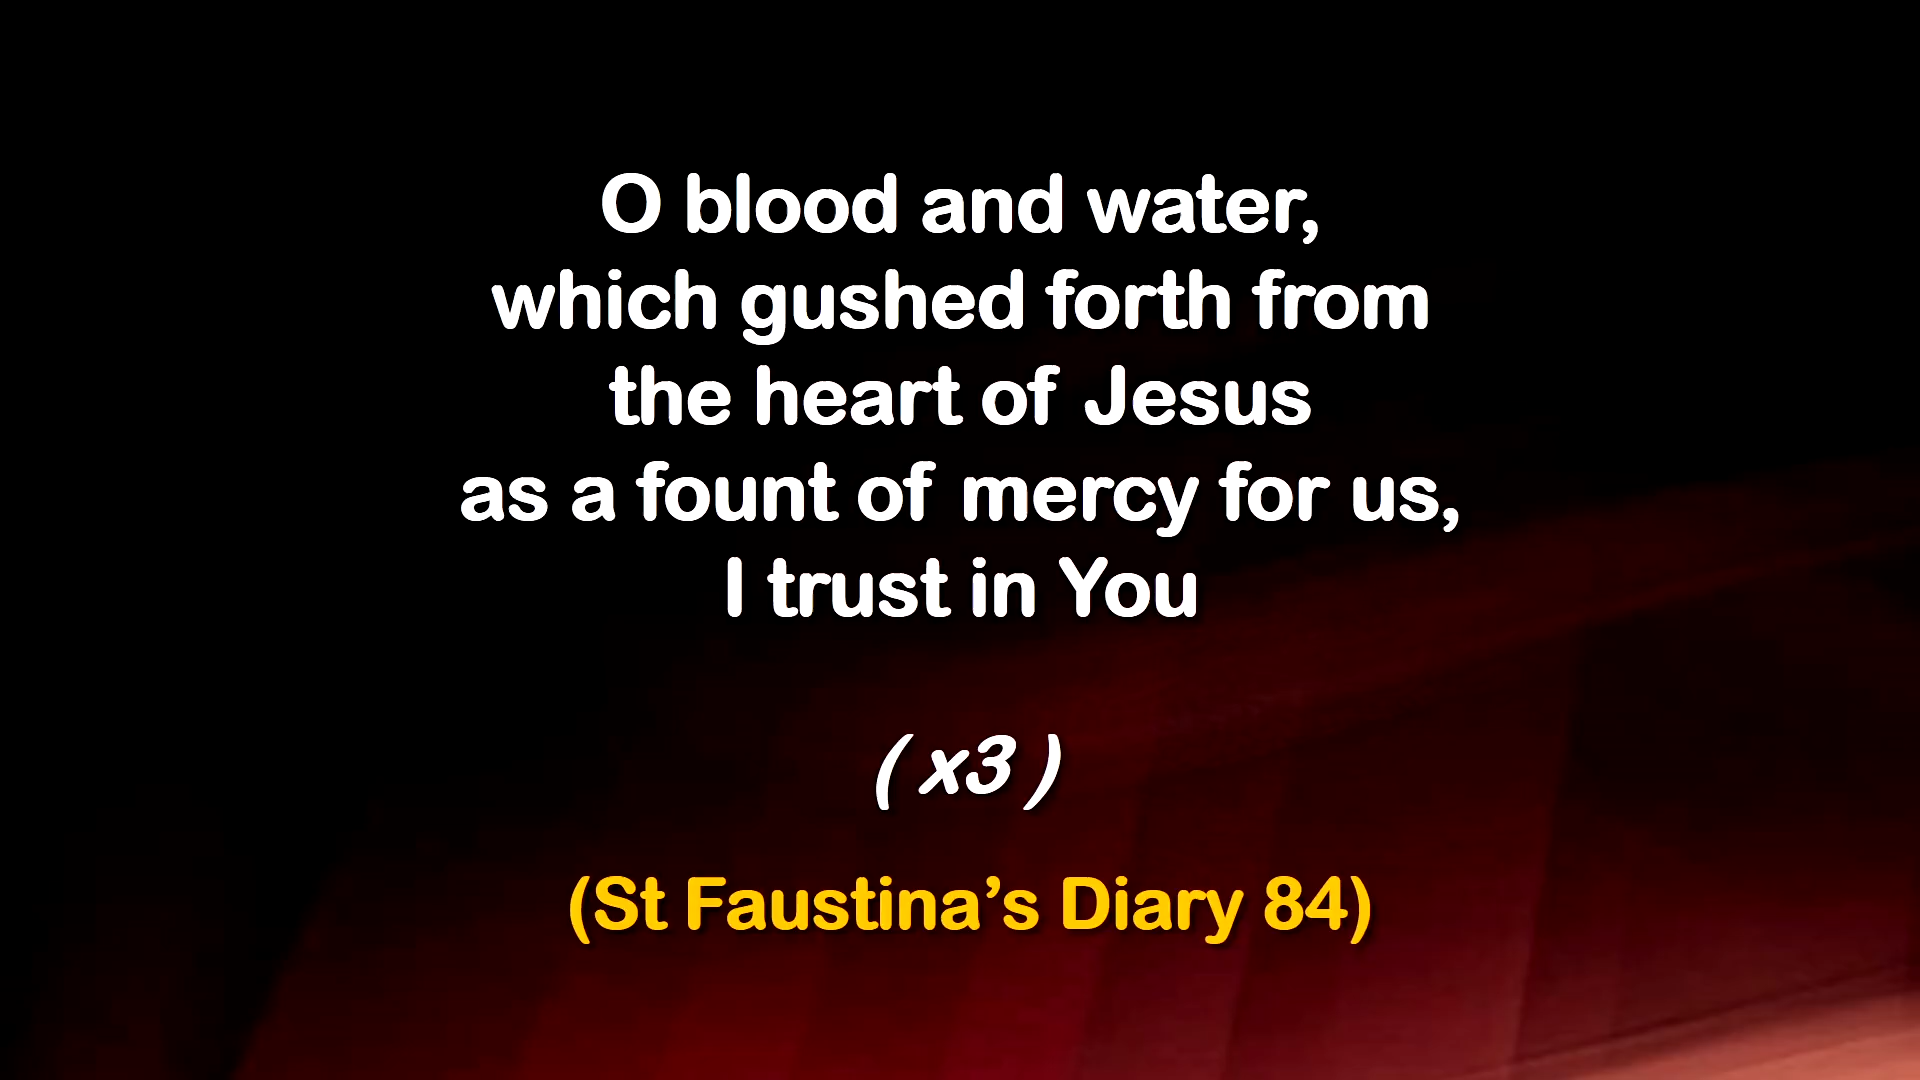 O blood and water,
which gushed forth from
the heart of Jesus
as a fount of mercy for us,
I trust in You
( x3 )
(St Faustina’s Diary 84)